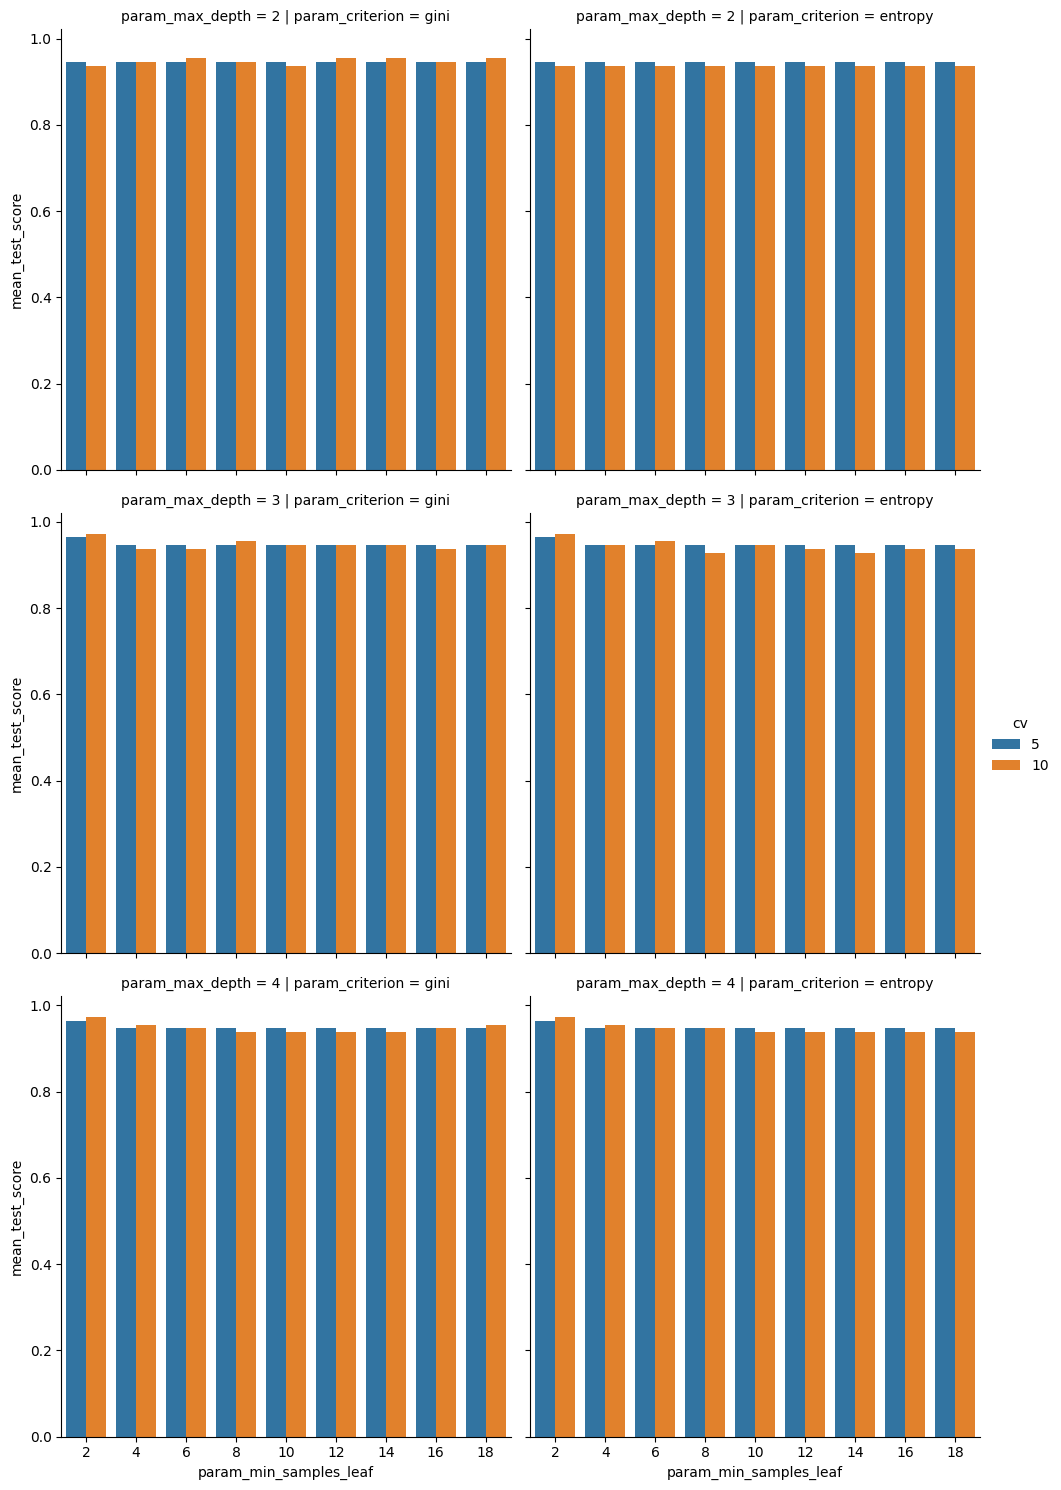 param_max_depth = 2 | param_criterion = gini
param_max_depth = 2 | param_criterion = entropy
1.0
0.8
0.6
0.4
0.2
0.0
mean_test_score
param_max_depth = 3 | param_criterion = gini
param_max_depth = 3 | param_criterion = entropy
1.0
0.8
0.6
0.4
0.2
0.0
mean_test_score
cv
5
10
param_max_depth = 4 | param_criterion = gini
param_max_depth = 4 | param_criterion = entropy
1.0
0.8
0.6
0.4
0.2
0.0
mean_test_score
2 4 6 8 10 12 14 16 18
param_min_samples_leaf
2 4 6 8 10 12 14 16 18
param_min_samples_leaf